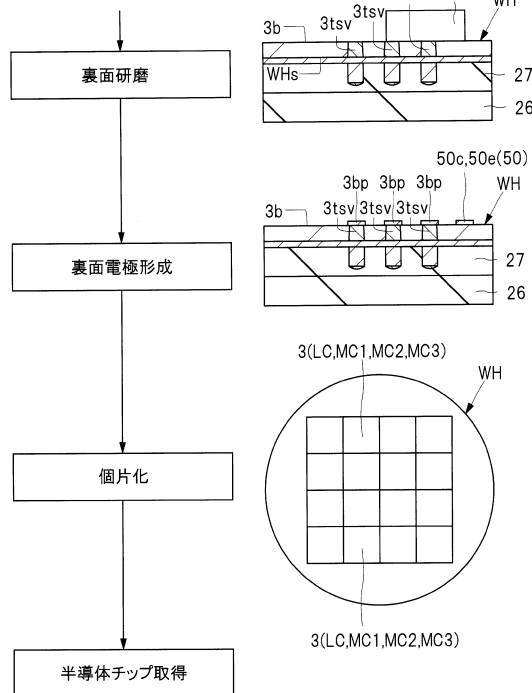 WH
3tsv
3b
3tsv
裏面研磨
WHs
27
26
50c,50e(50)
3bp 3bp 3bp
WH
3tsv 3tsv 3tsv
3b
裏面電極形成
27
26
3(LC,MC1,MC2,MC3)
WH
個片化
3(LC,MC1,MC2,MC3)
半導体チップ取得